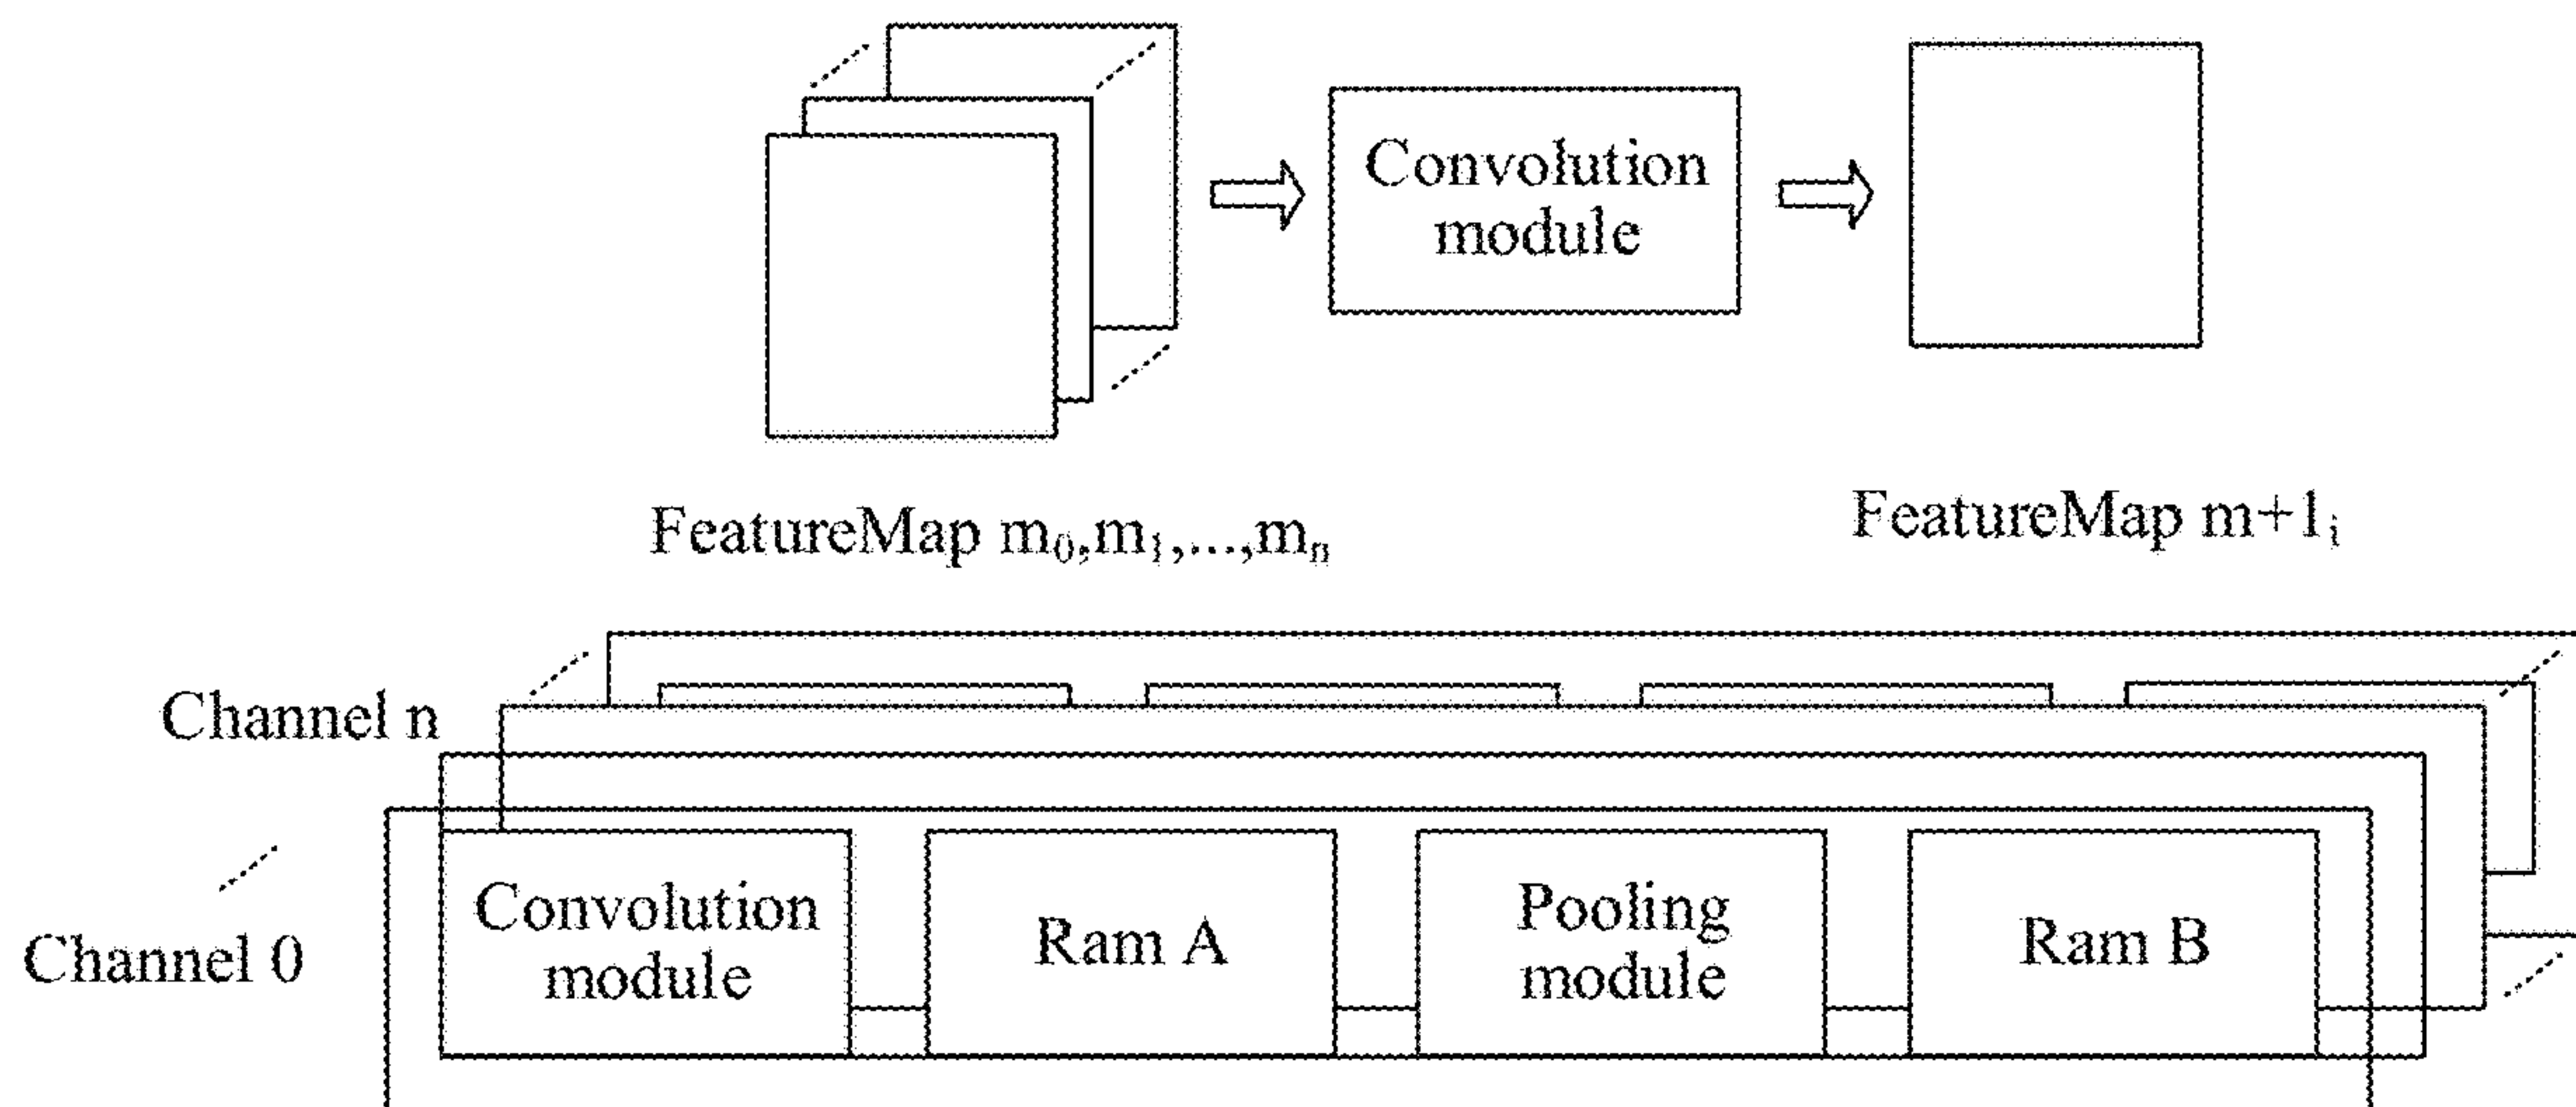 Convolution
module
FeatureMap m₀,m₁,...,mₙ
FeatureMap m+1ᵢ
Channel n
Channel 0
Convolution
module
Ram A
Pooling
module
Ram B